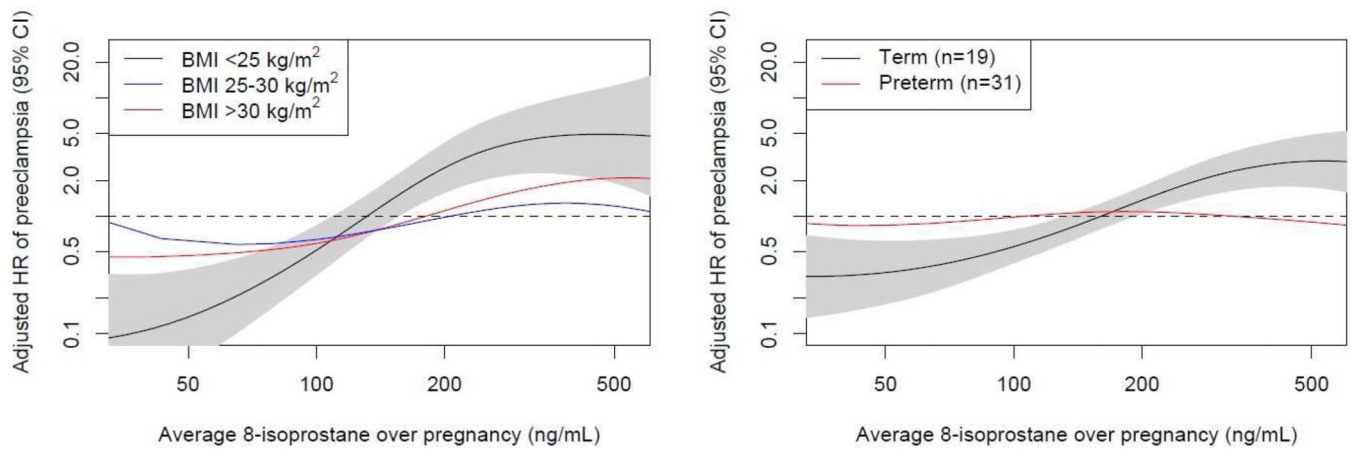 Adjusted HR of preeclampsia (95% CI)
20.0
5.0
2.0
0.5
0.1
BMI <25 kg/m²
BMI 25-30 kg/m²
BMI >30 kg/m²
50 100 200 500
Average 8-isoprostane over pregnancy (ng/mL)
Adjusted HR of preeclampsia (95% CI)
20.0
5.0
2.0
0.5
0.1
Term (n=19)
Preterm (n=31)
50 100 200 500
Average 8-isoprostane over pregnancy (ng/mL)